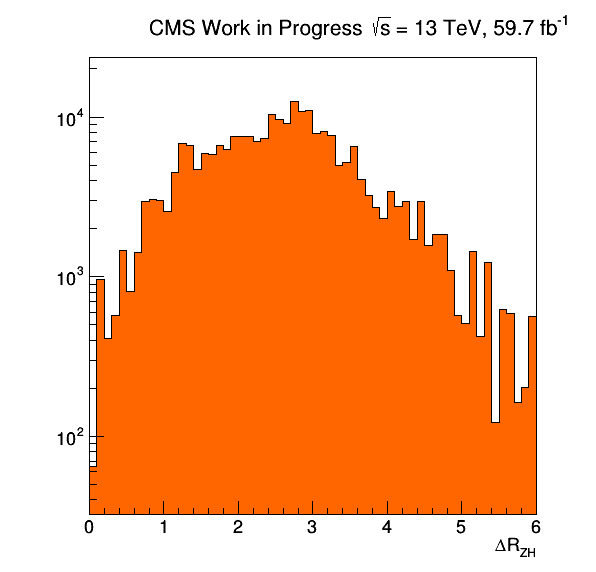 CMS Work in Progress √s = 13 TeV, 59.7 fb⁻¹
10⁴
10³
10²
0 1 2 3 4 5 6
ΔR_ZH